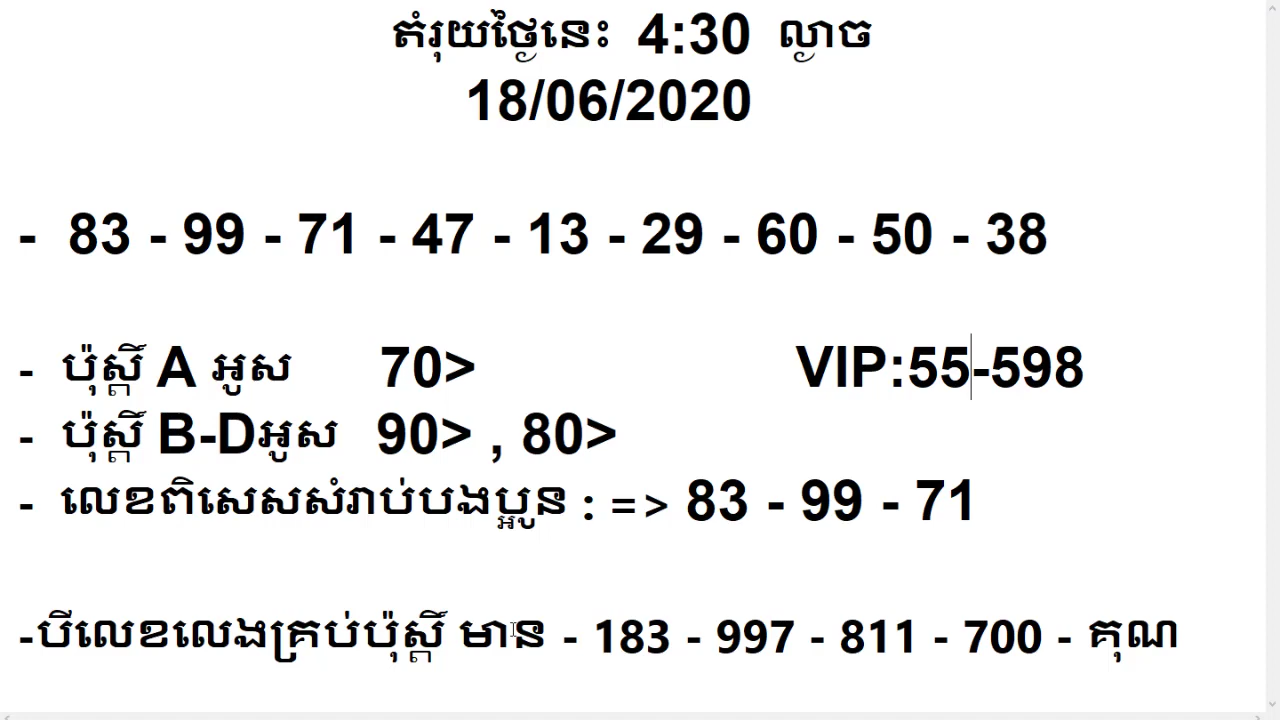 តំរុយថ្ងៃនេះ 4:30 ល្ងាច
18/06/2020
- 83 - 99 - 71 - 47 - 13 - 29 - 60 - 50 - 38
- ប៉ុស្តិ៍ A អូស 70> VIP:55-598
- ប៉ុស្តិ៍ B-Dអូស 90> , 80>
- លេខពិសេសសំរាប់បងប្អូន : => 83 - 99 - 71
-បីលេខលេងគ្រប់ប៉ុស្តិ៍ មាន - 183 - 997 - 811 - 700 - គុណ